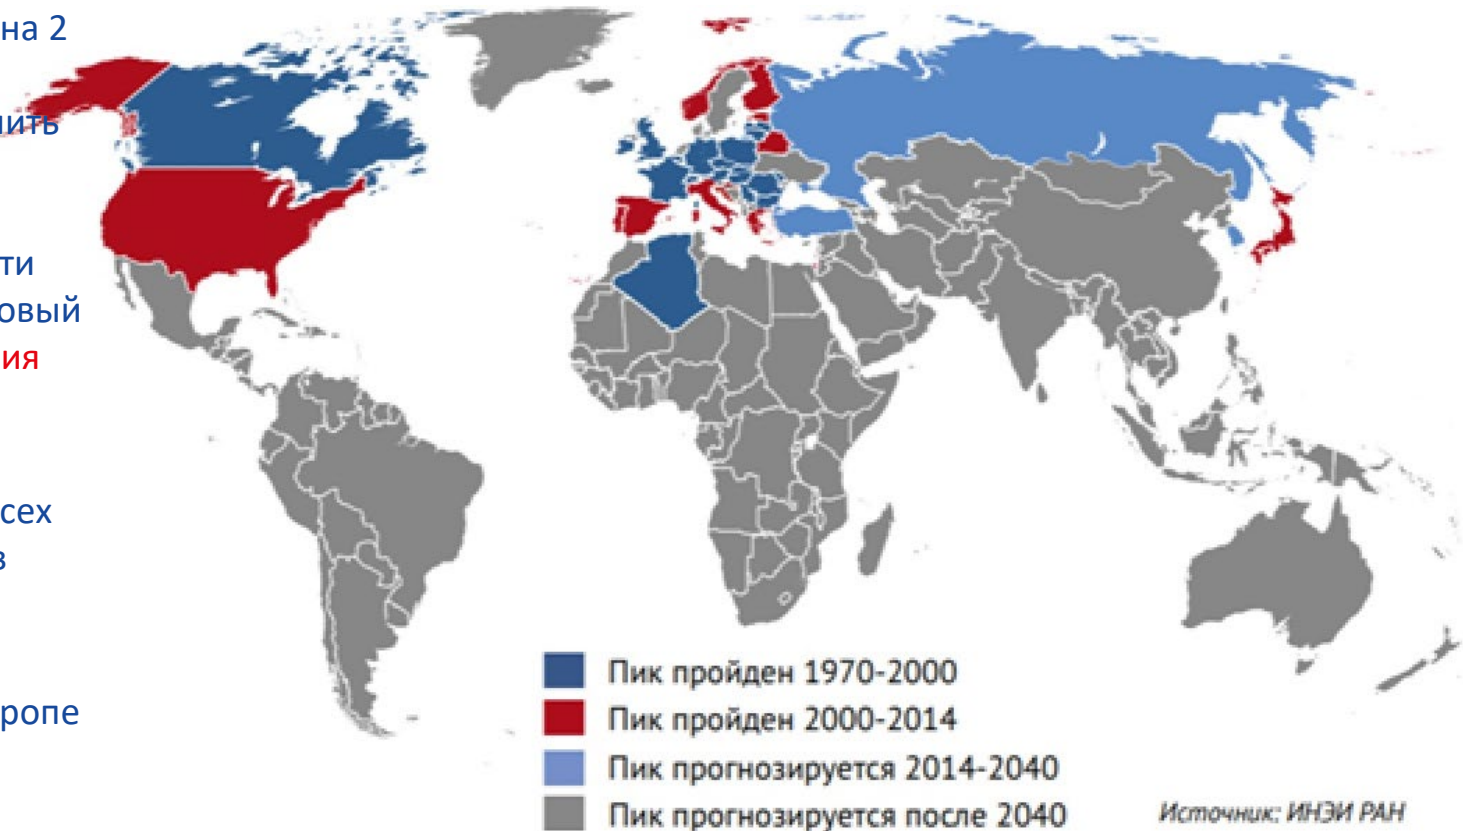 на 2
ить
ти
овый
ия
сех
в
ропе
Пик пройден 1970-2000
Пик пройден 2000-2014
Пик прогнозируется 2014-2040
Пик прогнозируется после 2040
Источник: ИНЭИ РАН